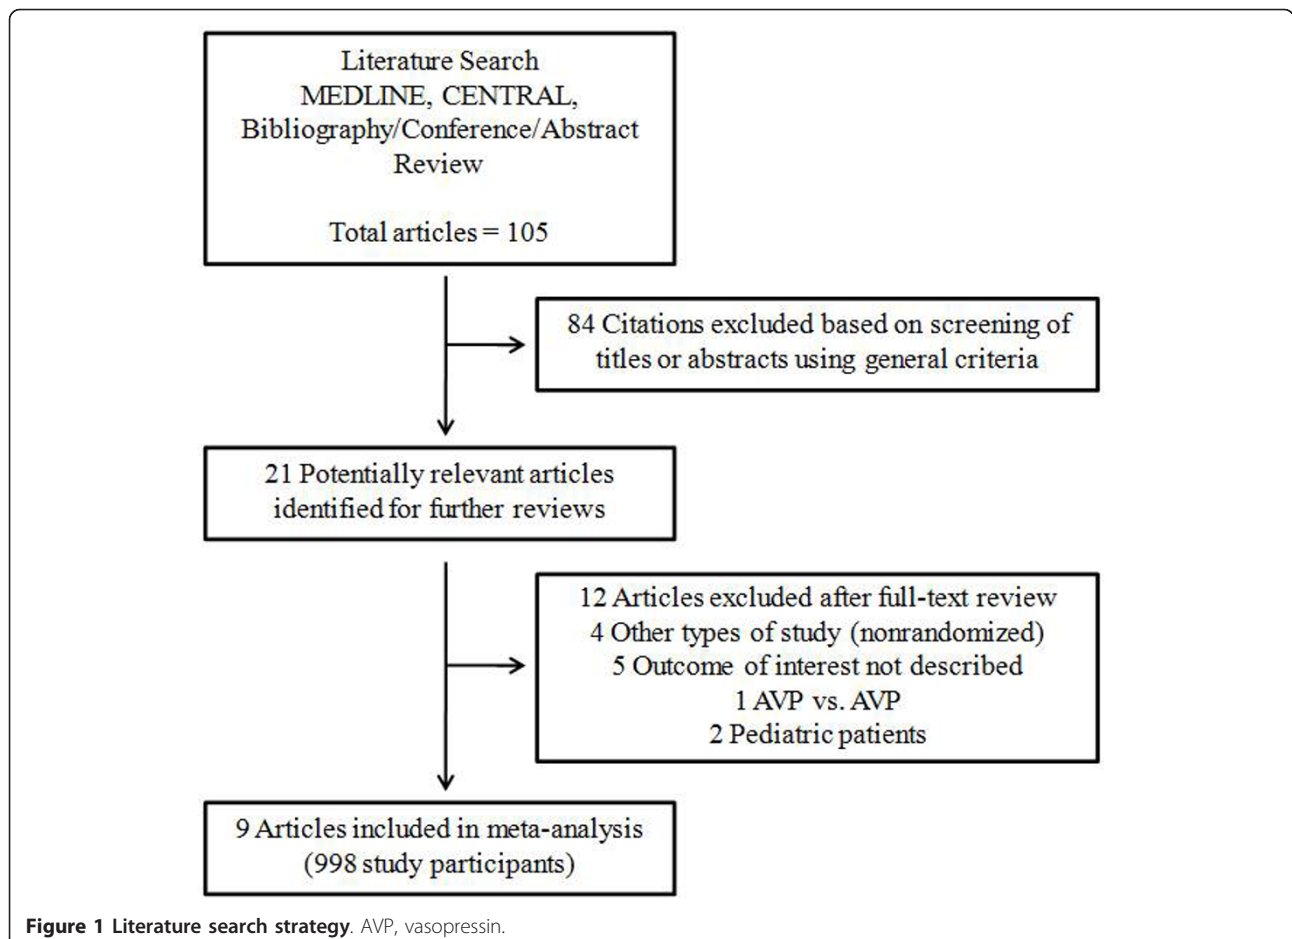 Literature Search
MEDLINE, CENTRAL,
Bibliography/Conference/Abstract
Review
Total articles = 105
84 Citations excluded based on screening of
titles or abstracts using general criteria
21 Potentially relevant articles
identified for further reviews
12 Articles excluded after full-text review
4 Other types of study (nonrandomized)
5 Outcome of interest not described
1 AVP vs. AVP
2 Pediatric patients
9 Articles included in meta-analysis
(998 study participants)
Figure 1 Literature search strategy. AVP, vasopressin.